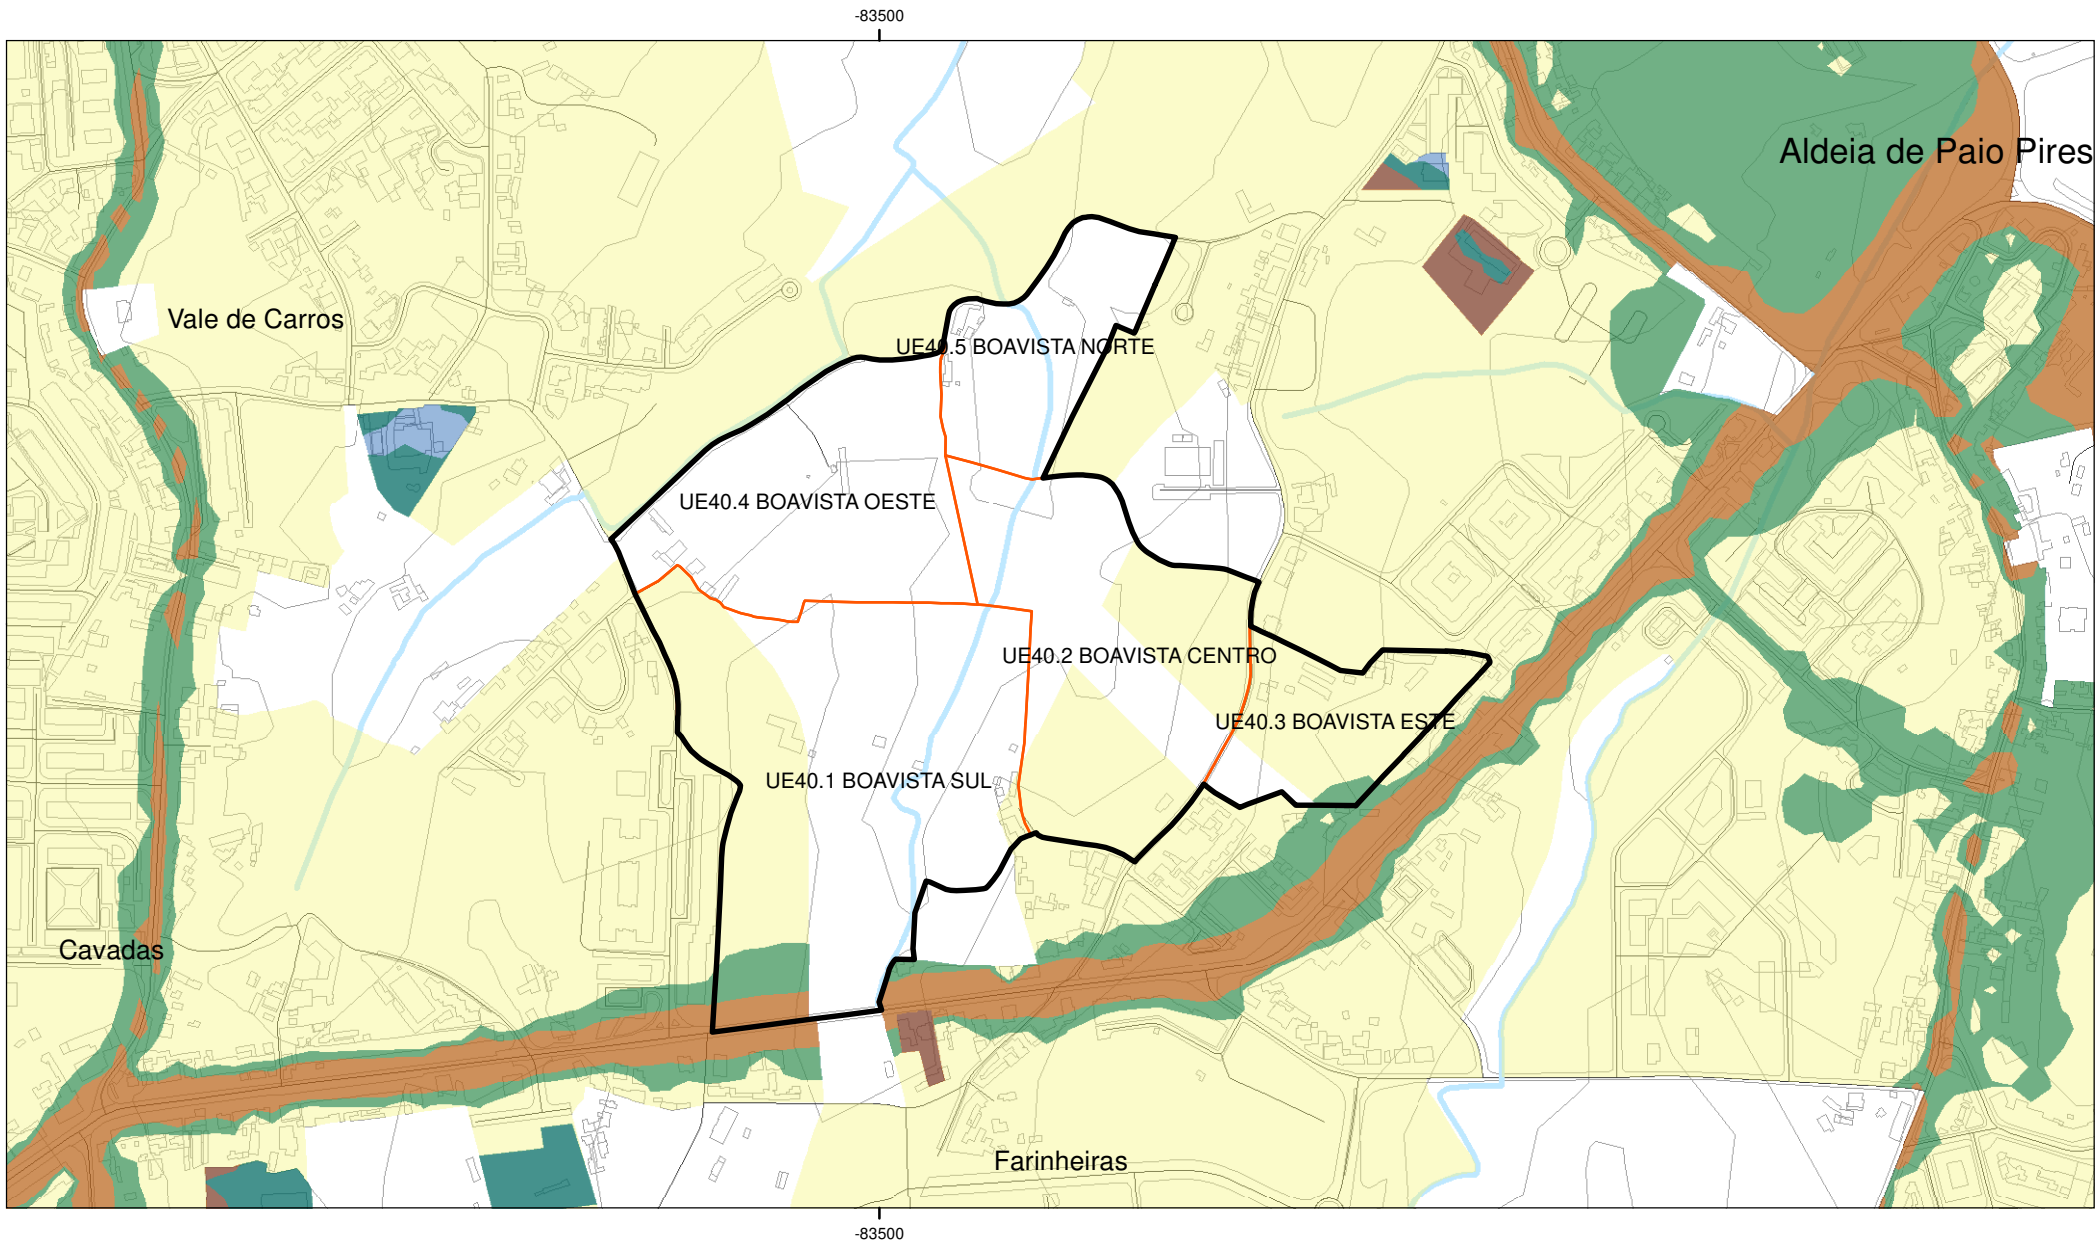 -83500
Aldeia de Paio Pires
Vale de Carros
UE40.5 BOAVISTA NORTE
UE40.4 BOAVISTA OESTE
UE40.2 BOAVISTA CENTRO
UE40.3 BOAVISTA ESTE
UE40.1 BOAVISTA SUL
Cavadas
Farinheiras
-83500